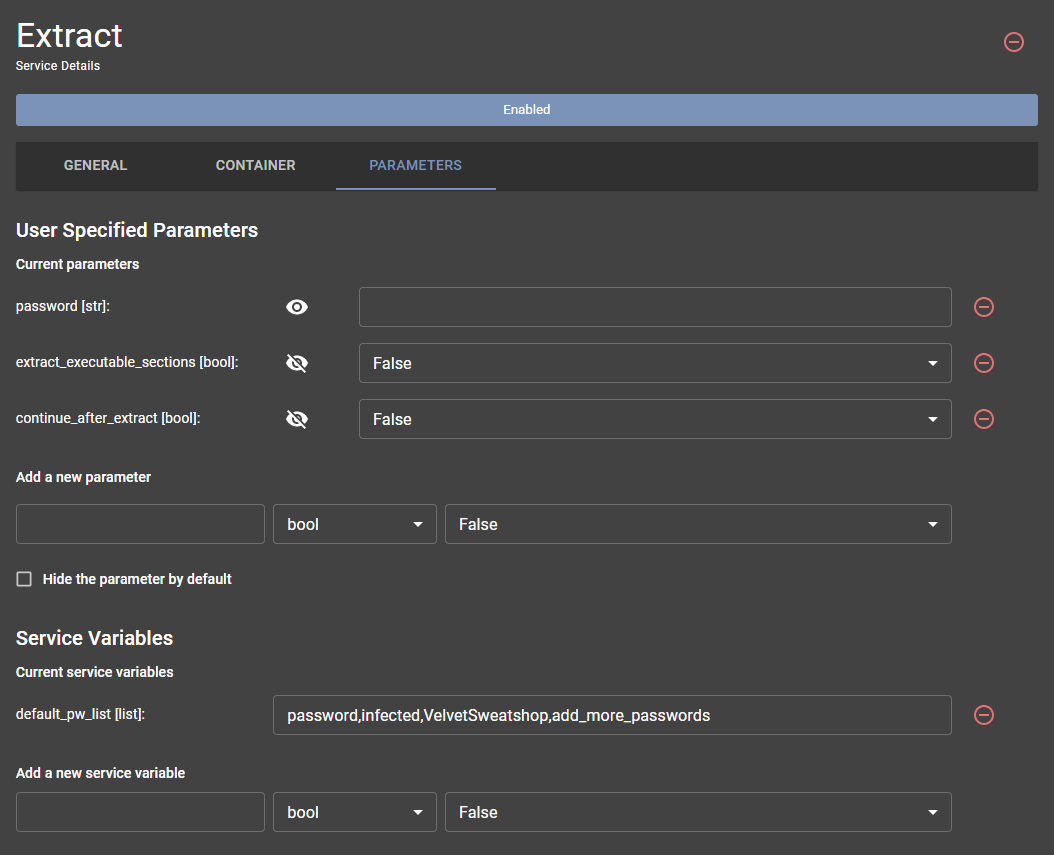 Extract
Service Details
Enabled
GENERAL CONTAINER PARAMETERS
User Specified Parameters
Current parameters
password [str]:
extract_executable_sections [bool]: False
continue_after_extract [bool]: False
Add a new parameter
bool False
Hide the parameter by default
Service Variables
Current service variables
default_pw_list [list]: password,infected,VelvetSweatshop,add_more_passwords
Add a new service variable
bool False